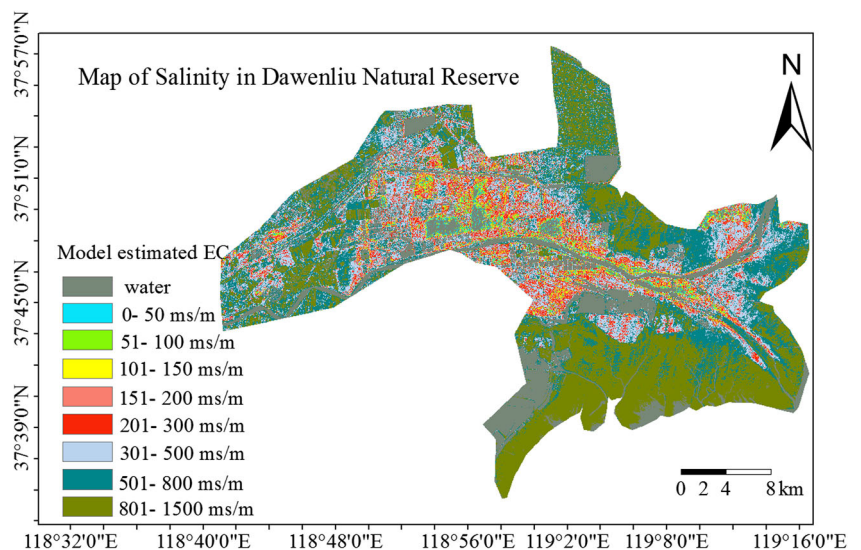 37°57'0"N
Map of Salinity in Dawenliu Natural Reserve
N
37°51'0"N
Model estimated EC
water
0- 50 ms/m
37°45'0"N
51- 100 ms/m
101- 150 ms/m
151- 200 ms/m
201- 300 ms/m
37°39'0"N
301- 500 ms/m
501- 800 ms/m
801- 1500 ms/m
0 2 4 8 km
118°32'0"E 118°40'0"E 118°48'0"E 118°56'0"E 119°2'0"E 119°8'0"E 119°16'0"E